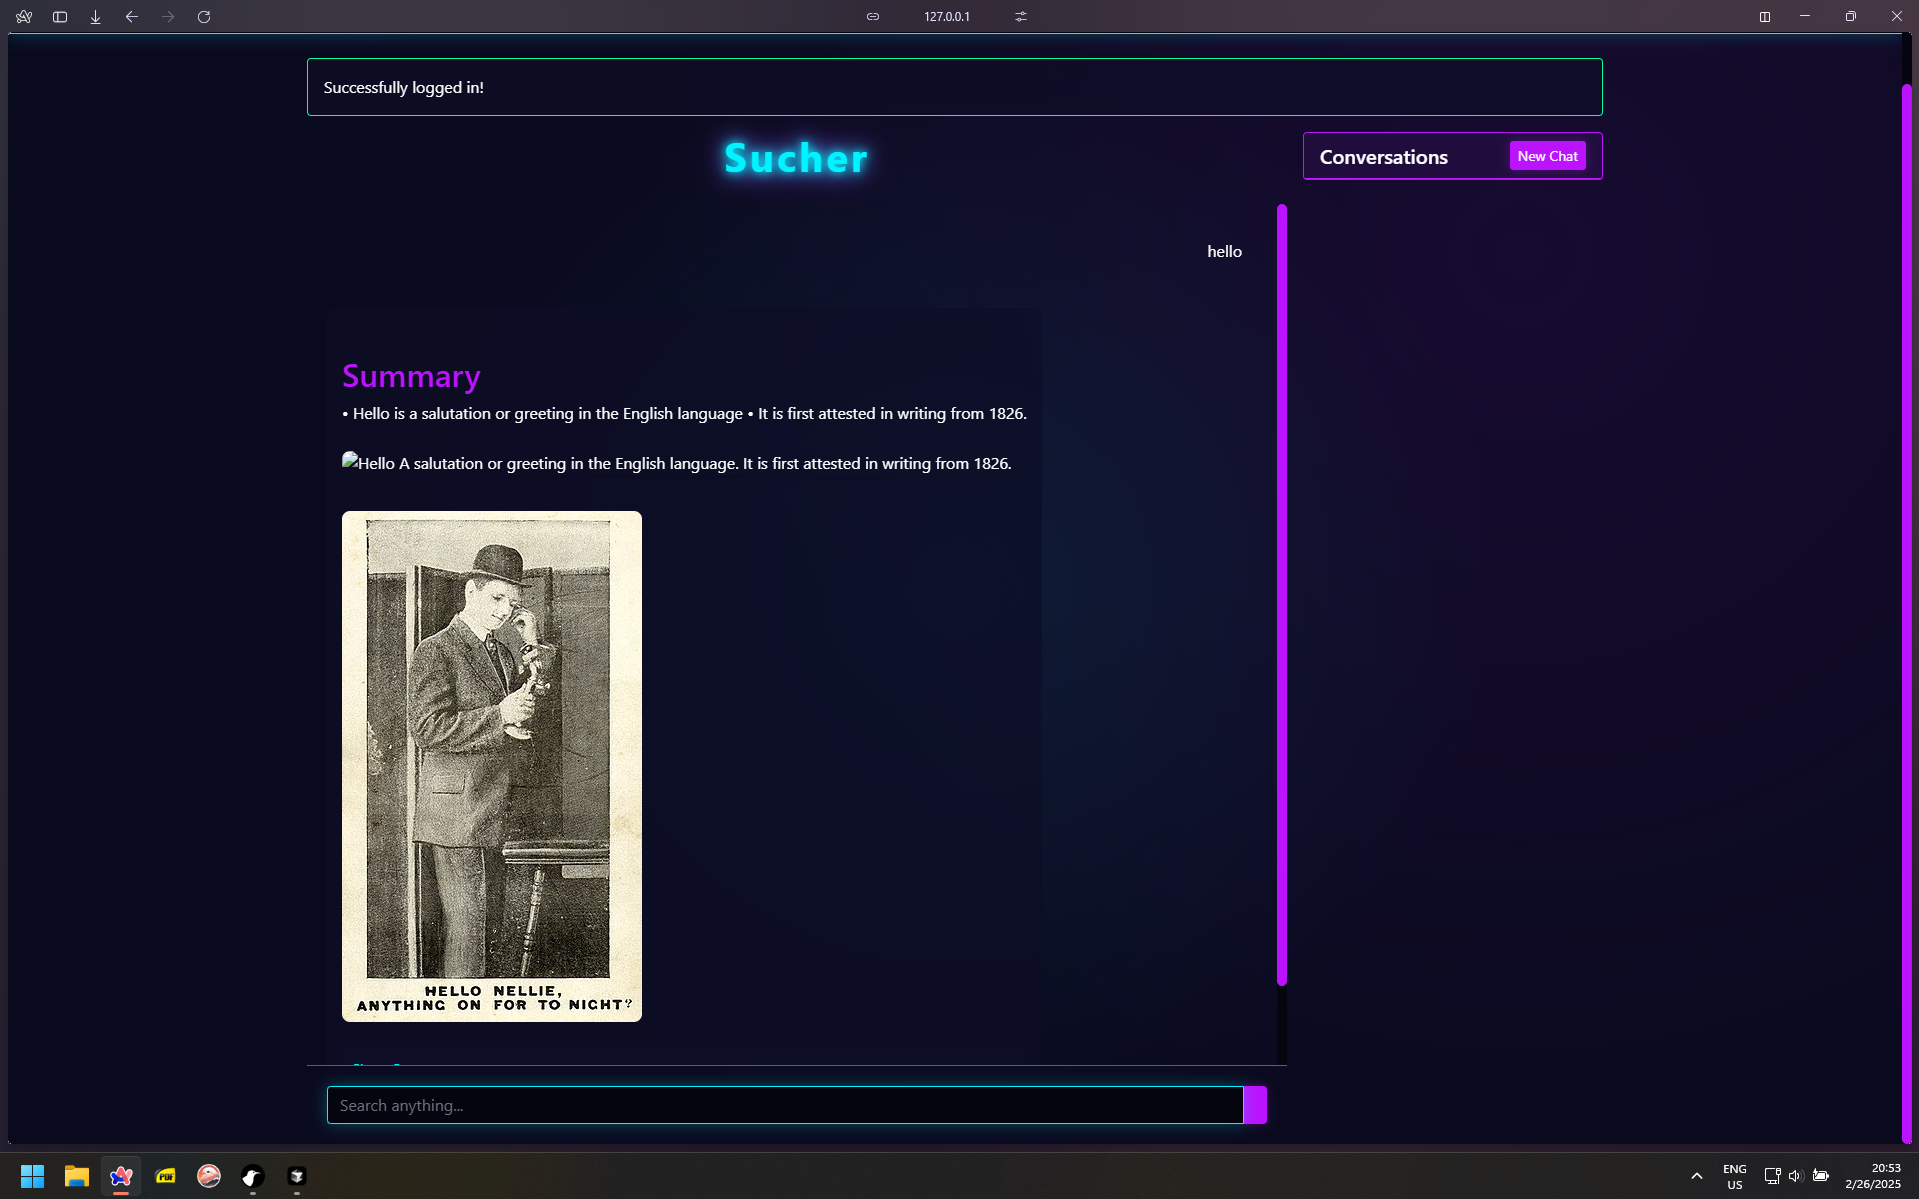 127.0.0.1
Successfully logged in!
Sucher
Conversations
New Chat
hello
Summary
• Hello is a salutation or greeting in the English language • It is first attested in writing from 1826.
Hello A salutation or greeting in the English language. It is first attested in writing from 1826.
HELLO NELLIE,
ANYTHING ON FOR TO NIGHT?
Search anything...
PDF
ENG
US
20:53
2/26/2025